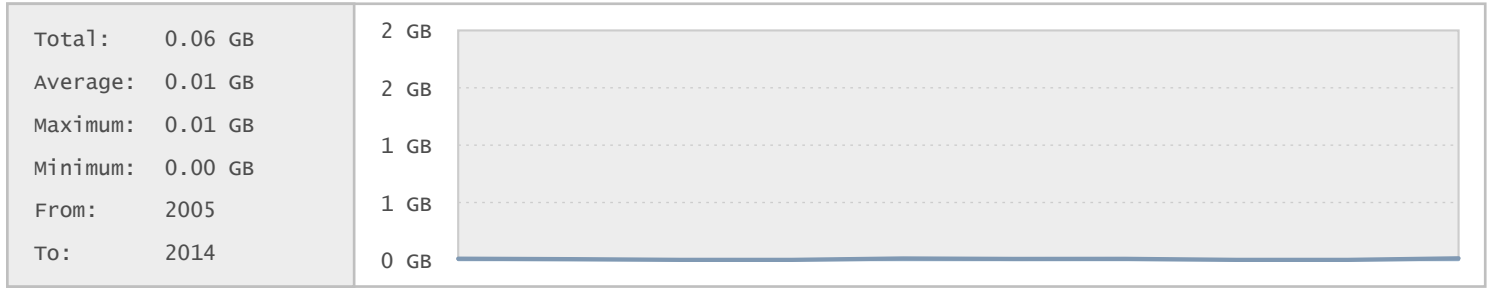 Total: 0.06 GB
Average: 0.01 GB
Maximum: 0.01 GB
Minimum: 0.00 GB
From: 2005
To: 2014
2 GB
2 GB
1 GB
1 GB
0 GB